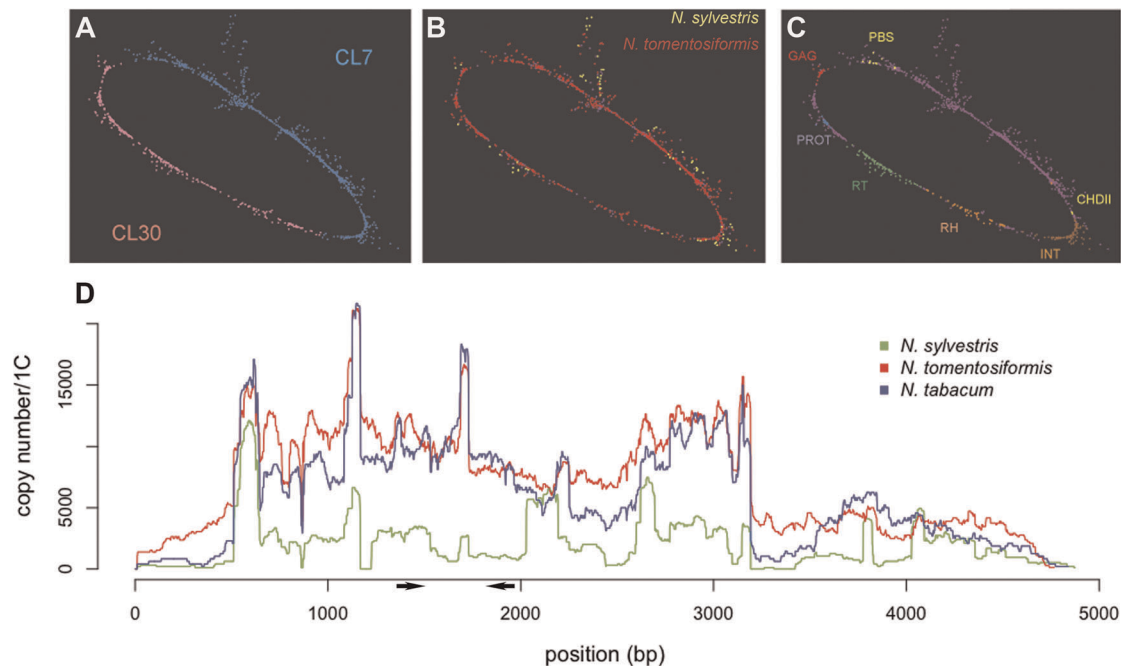 A
CL7
CL30
B
N. sylvestris
N. tomentosiformis
C
PBS
GAG
PROT
RT
RH
CHDII
INT
D
copy number/1C
15000
5000
0
N. sylvestris
N. tomentosiformis
N. tabacum
0 1000 2000 3000 4000 5000
position (bp)